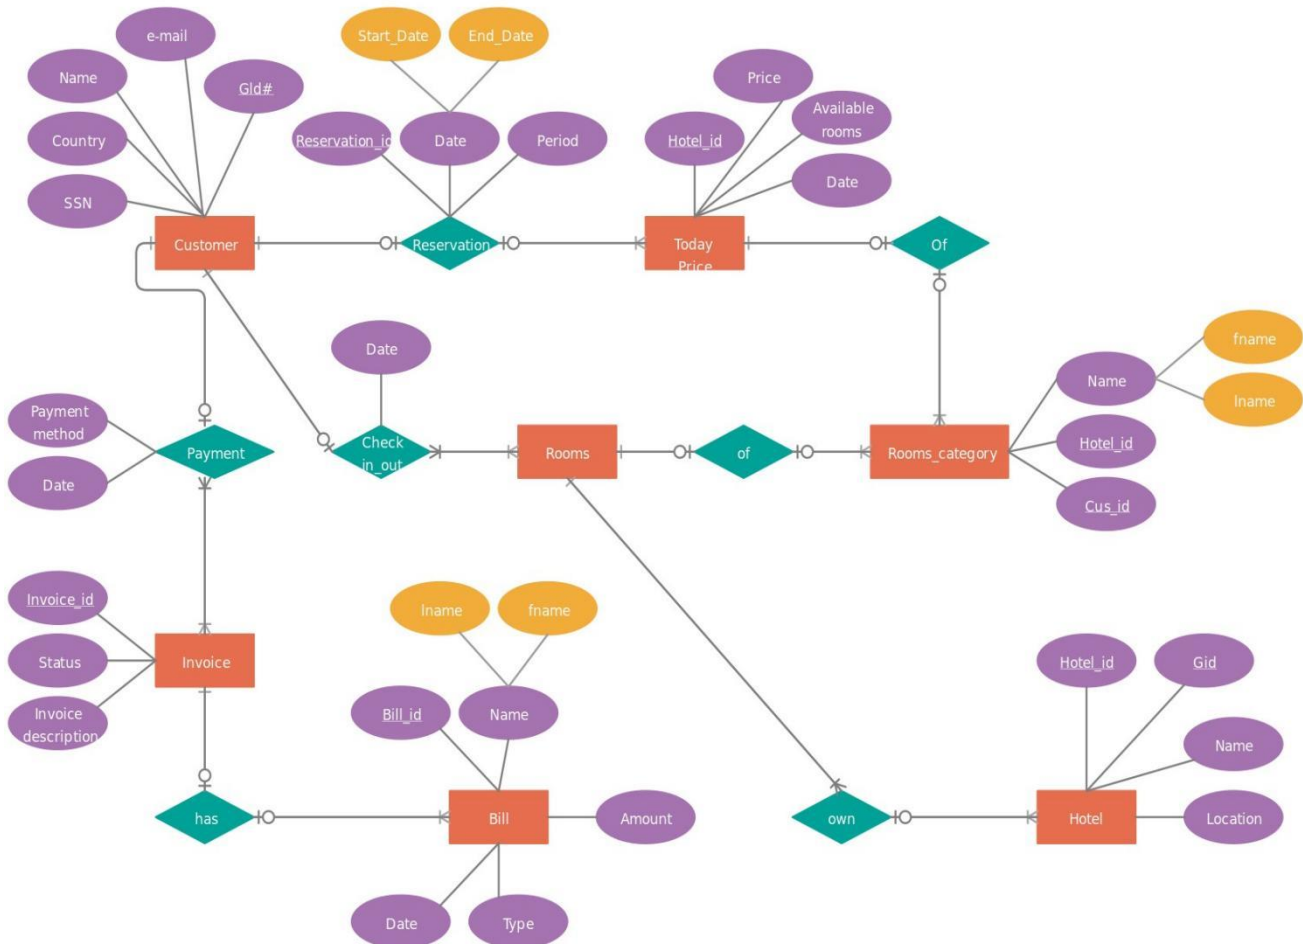 e-mail
Start_Date
End_Date
Name
Gld#
Price
Country
Reservation_id
Date
Period
Hotel_id
Available
rooms
Date
SSN
Customer
Reservation
Today
Price
Of
Date
fname
Name
lname
Payment
method
Payment
Check
in_out
Rooms
of
Rooms_category
Hotel_id
Date
Cus_id
Invoice_id
lname
fname
Status
Invoice
Hotel_id
Gid
Invoice
description
Bill_id
Name
Name
has
Bill
Amount
own
Hotel
Location
Date
Type